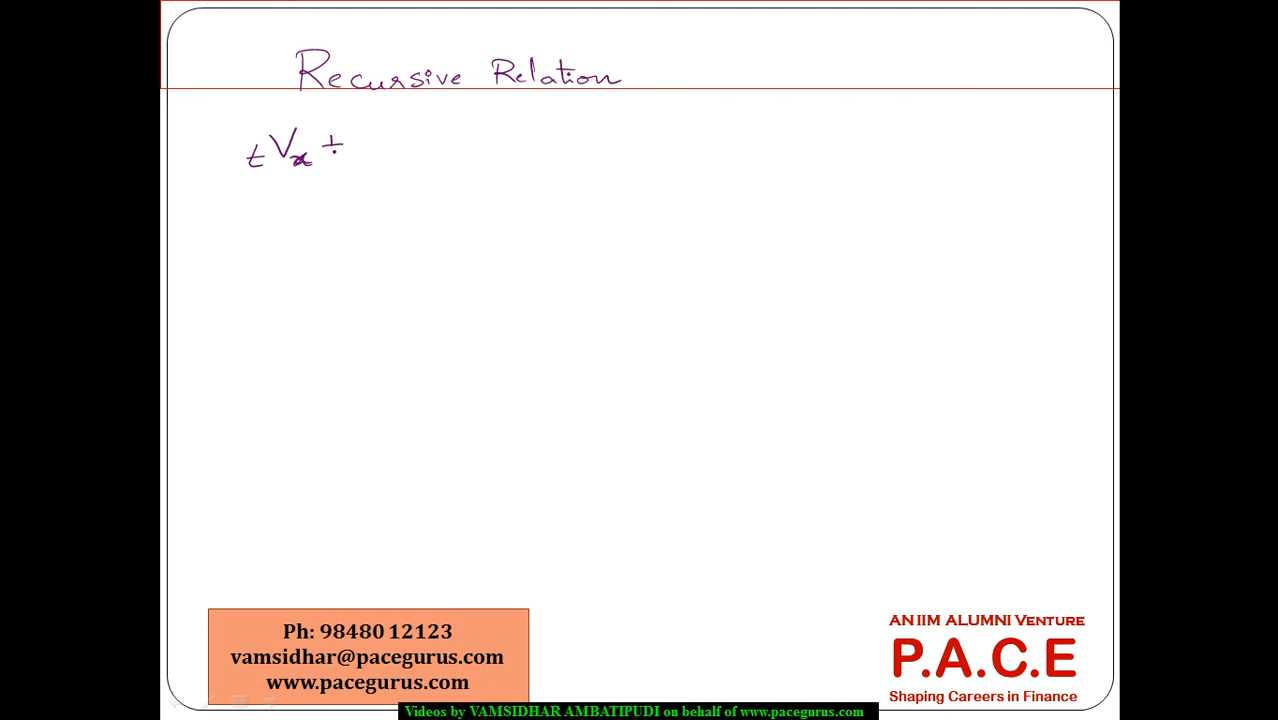 Recursive Relation
tVx +
Ph: 98480 12123
vamsidhar@pacegurus.com
www.pacegurus.com
AN IIM ALUMNI VENTURE
P.A.C.E
Shaping Careers in Finance
Videos by VAMSIDHAR AMBATIPUDI on behalf of www.pacegurus.com